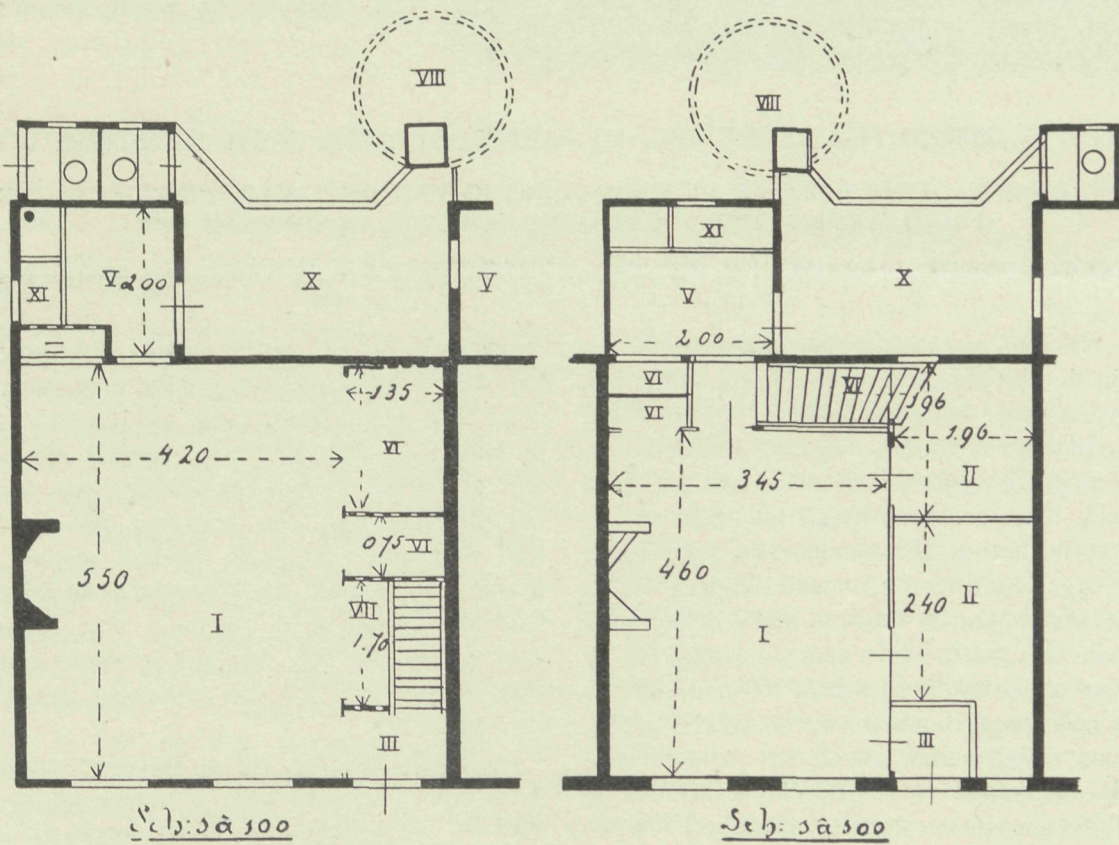 VIII
XI
V
200
X
V
135
420
VI
075
VI
550
VII
1.70
I
III
Sch: 1 à 100
VIII
XI
V
X
200
VI
VI
VI
196
196
345
II
460
240
II
I
III
Sch: 1 à 100